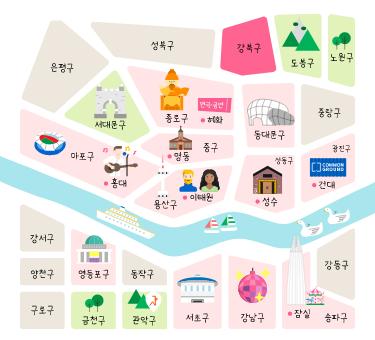 성북구
강북구
도봉구
노원구
은평구
서대문구
종로구
연극·공연
혜화
동대문구
중랑구
마포구
홍대
명동
중구
성동구
광진구
COMMON
GROUND
건대
용산구
이태원
성수
강서구
양천구
구로구
영등포구
동작구
금천구
관악구
서초구
강남구
잠실
강동구
송파구